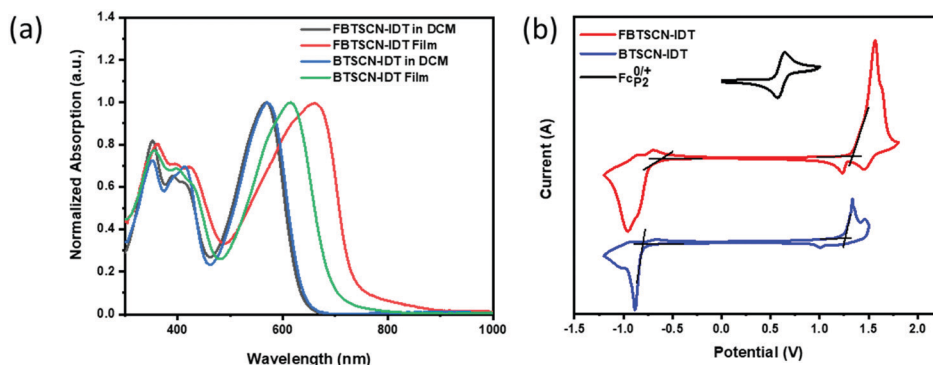 (a)
FBTSCN-IDT in DCM
FBTSCN-IDT Film
BTSCN-IDT in DCM
BTSCN-IDT Film
Normalized Absorption (a.u.)
1.4
1.2
1.0
0.8
0.6
0.4
0.2
0.0
400 600 800 1000
Wavelength (nm)
(b)
FBTSCN-IDT
BTSCN-IDT
Fc P2 0/+
Current (A)
-1.5 -1.0 -0.5 0.0 0.5 1.0 1.5 2.0
Potential (V)